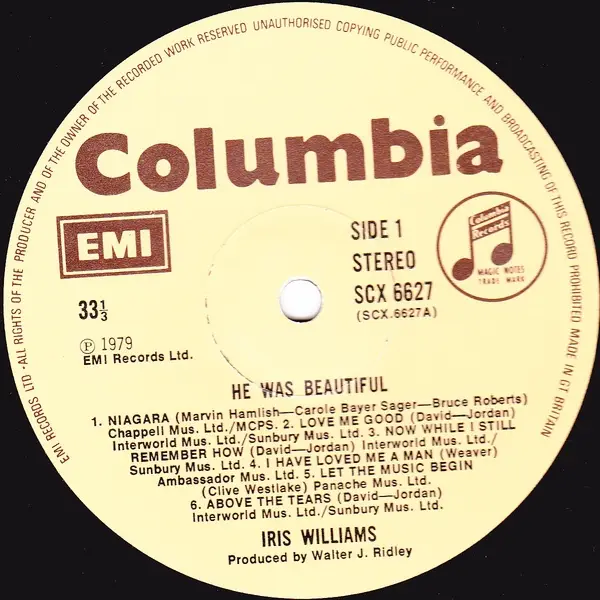 EMI RECORDS LTD · ALL RIGHTS OF THE PRODUCER AND OF THE OWNER OF THE RECORDED WORK RESERVED UNAUTHORISED COPYING PUBLIC PERFORMANCE AND BROADCASTING OF THIS RECORD PROHIBITED MADE IN GT BRITAIN
Columbia
EMI
SIDE 1
STEREO
SCX 6627
(SCX.6627A)
Columbia
Records
MAGIC NOTES
TRADE MARK
33 1/3
℗ 1979
EMI Records Ltd.
HE WAS BEAUTIFUL
1. NIAGARA (Marvin Hamlish—Carole Bayer Sager—Bruce Roberts)
Chappell Mus. Ltd./MCPS. 2. LOVE ME GOOD (David—Jordan)
Interworld Mus. Ltd./Sunbury Mus. Ltd. 3. NOW WHILE I STILL
REMEMBER HOW (David—Jordan) Interworld Mus. Ltd./
Sunbury Mus. Ltd. 4. I HAVE LOVED ME A MAN (Weaver)
Ambassador Mus. Ltd. 5. LET THE MUSIC BEGIN
(Clive Westlake) Panache Mus. Ltd.
6. ABOVE THE TEARS (David—Jordan)
Interworld Mus. Ltd./Sunbury Mus. Ltd.
IRIS WILLIAMS
Produced by Walter J. Ridley